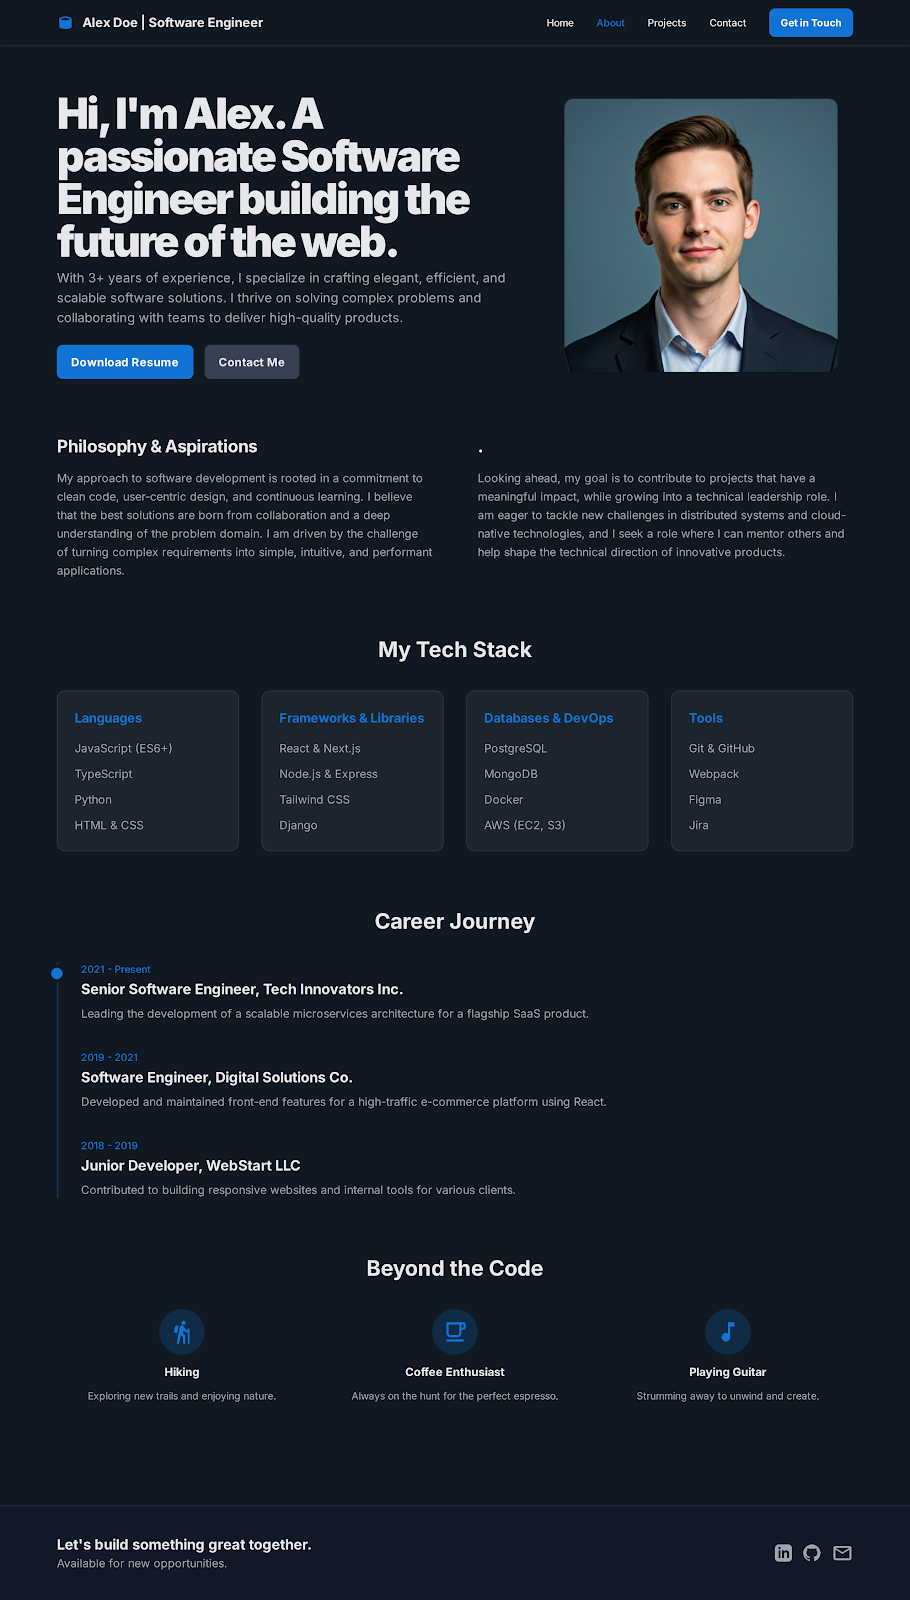 Alex Doe | Software Engineer
Home
About
Projects
Contact
Get in Touch
Hi, I'm Alex. A
passionate Software
Engineer building the
future of the web.
With 3+ years of experience, I specialize in crafting elegant, efficient, and
scalable software solutions. I thrive on solving complex problems and
collaborating with teams to deliver high-quality products.
Download Resume
Contact Me
Philosophy & Aspirations
My approach to software development is rooted in a commitment to
clean code, user-centric design, and continuous learning. I believe
that the best solutions are born from collaboration and a deep
understanding of the problem domain. I am driven by the challenge
of turning complex requirements into simple, intuitive, and performant
applications.
.
Looking ahead, my goal is to contribute to projects that have a
meaningful impact, while growing into a technical leadership role. I
am eager to tackle new challenges in distributed systems and cloud-
native technologies, and I seek a role where I can mentor others and
help shape the technical direction of innovative products.
My Tech Stack
Languages
JavaScript (ES6+)
TypeScript
Python
HTML & CSS
Frameworks & Libraries
React & Next.js
Node.js & Express
Tailwind CSS
Django
Databases & DevOps
PostgreSQL
MongoDB
Docker
AWS (EC2, S3)
Tools
Git & GitHub
Webpack
Figma
Jira
Career Journey
2021 - Present
Senior Software Engineer, Tech Innovators Inc.
Leading the development of a scalable microservices architecture for a flagship SaaS product.
2019 - 2021
Software Engineer, Digital Solutions Co.
Developed and maintained front-end features for a high-traffic e-commerce platform using React.
2018 - 2019
Junior Developer, WebStart LLC
Contributed to building responsive websites and internal tools for various clients.
Beyond the Code
Hiking
Exploring new trails and enjoying nature.
Coffee Enthusiast
Always on the hunt for the perfect espresso.
Playing Guitar
Strumming away to unwind and create.
Let's build something great together.
Available for new opportunities.
in